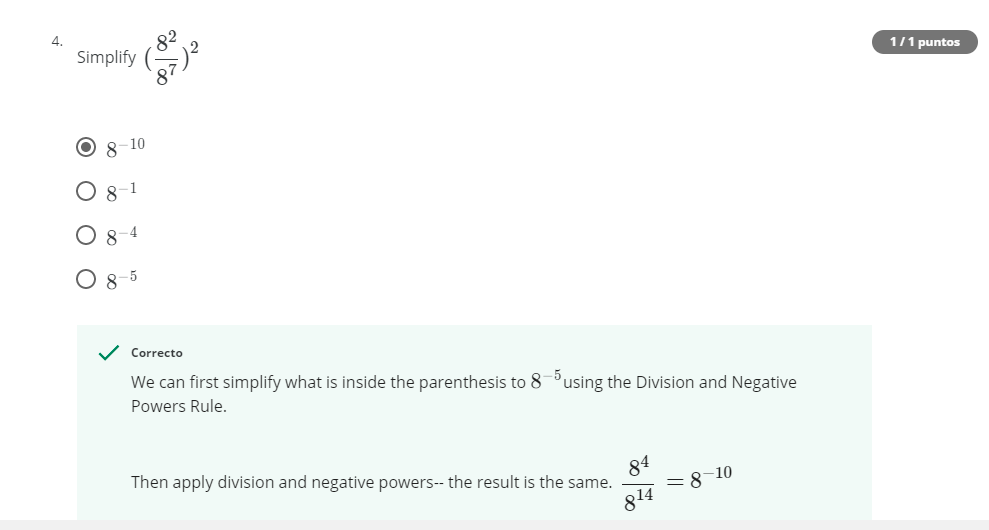 4.
Simplify (8^2/8^7)^2
1 / 1 puntos
8^−10
8^−1
8^−4
8^−5
Correcto
We can first simplify what is inside the parenthesis to 8^−5 using the Division and Negative
Powers Rule.
Then apply division and negative powers-- the result is the same. 8^4/8^14 = 8^−10